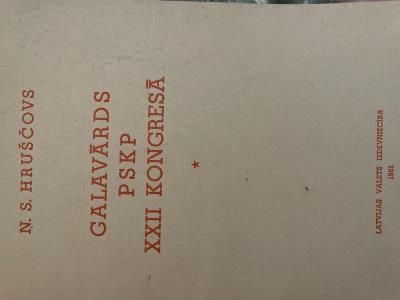 Ņ. S. HRUŠČOVS
GALAVĀRDS
PSKP
XXII KONGRESĀ
*
LATVIJAS VALSTS IZDEVNIECĪBA
1961